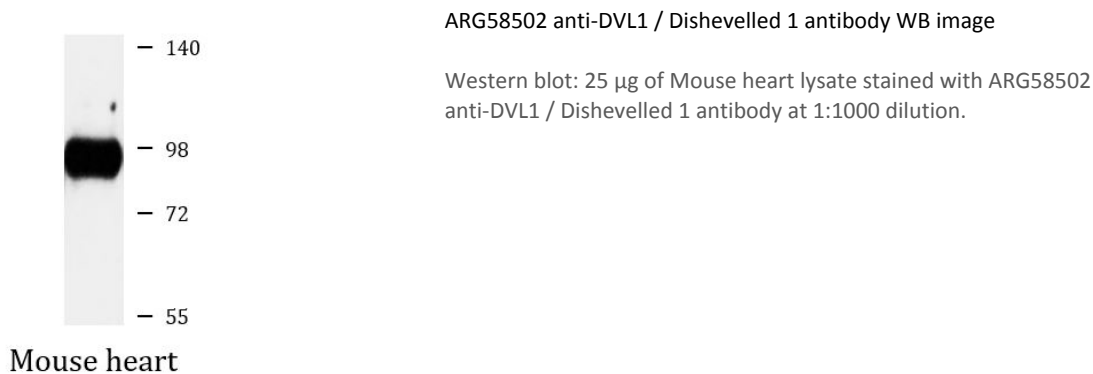 ARG58502 anti-DVL1 / Dishevelled 1 antibody WB image
Western blot: 25 μg of Mouse heart lysate stained with ARG58502
anti-DVL1 / Dishevelled 1 antibody at 1:1000 dilution.
– 140
– 98
– 72
– 55
Mouse heart